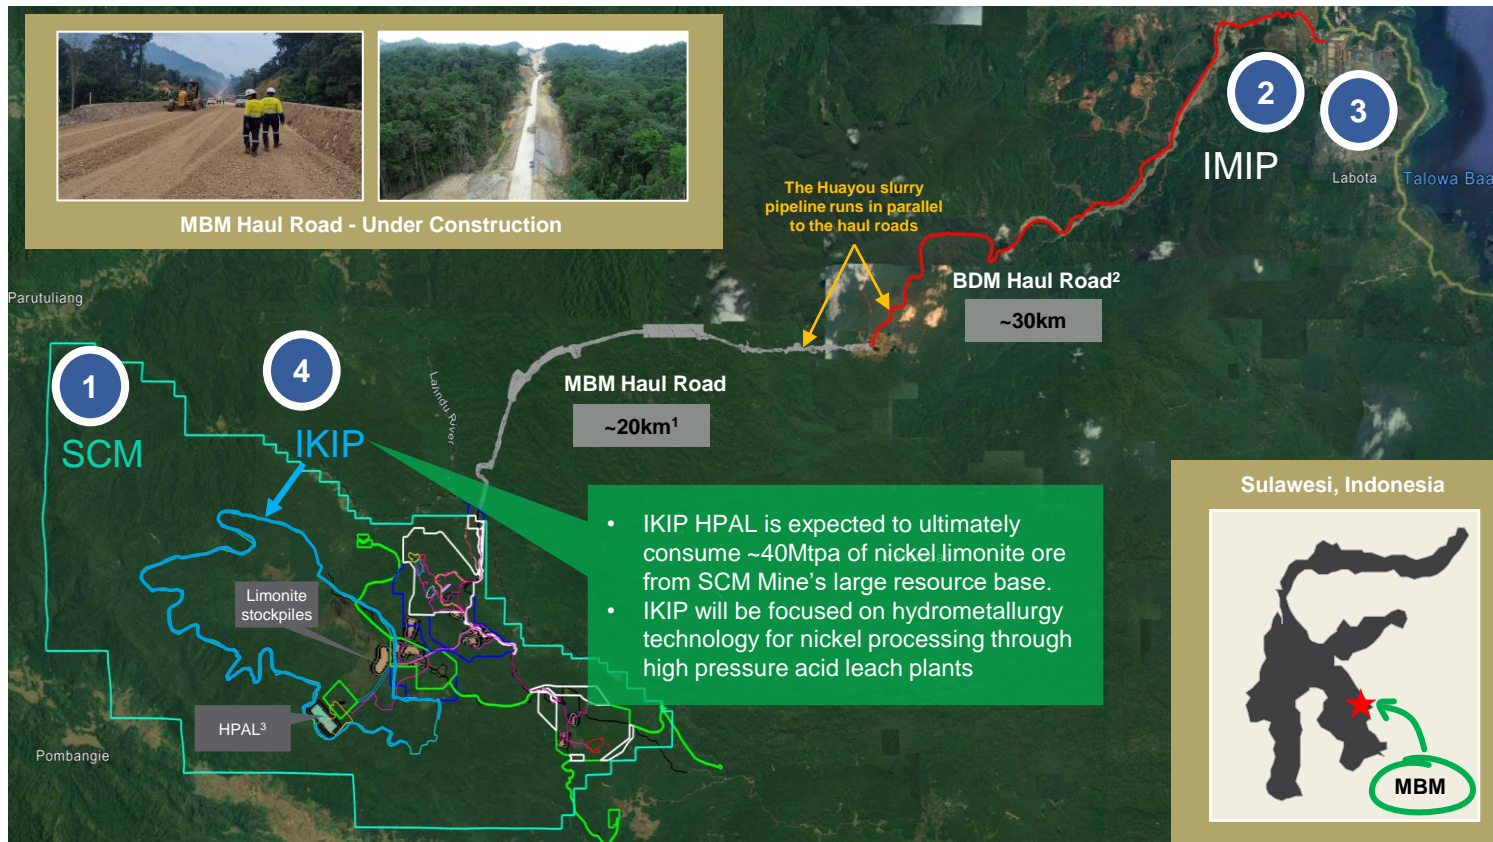 MBM Haul Road - Under Construction
2
3
IMIP
Labota
Talowa Baa
The Huayou slurry
pipeline runs in parallel
to the haul roads
BDM Haul Road²
~30km
Parutuliang
1
SCM
4
IKIP
Laindu River
MBM Haul Road
~20km¹
• IKIP HPAL is expected to ultimately
consume ~40Mtpa of nickel limonite ore
from SCM Mine's large resource base.
• IKIP will be focused on hydrometallurgy
technology for nickel processing through
high pressure acid leach plants
Limonite
stockpiles
HPAL³
Pombangie
Sulawesi, Indonesia
MBM